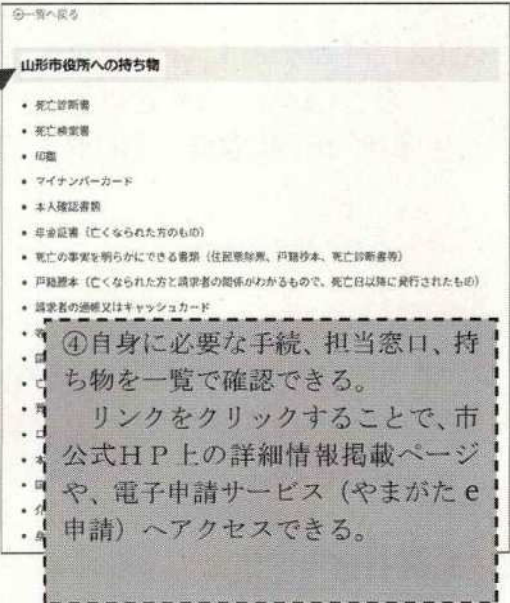 一覧へ戻る
山形市役所への持ち物
• 死亡診断書
• 死亡検案書
• 印鑑
• マイナンバーカード
• 本人確認書類
• 年金証書（亡くなられた方のもの）
• 死亡の事実を明らかにできる書類（住民票除票、戸籍抄本、死亡診断書等）
• 戸籍謄本（亡くなられた方と請求者の関係がわかるもので、死亡日以降に発行されたもの）
• 請求者の通帳又はキャッシュカード
④自身に必要な手続、担当窓口、持
ち物を一覧で確認できる。
リンクをクリックすることで、市
公式ＨＰ上の詳細情報掲載ページ
や、電子申請サービス（やまがたｅ
申請）へアクセスできる。